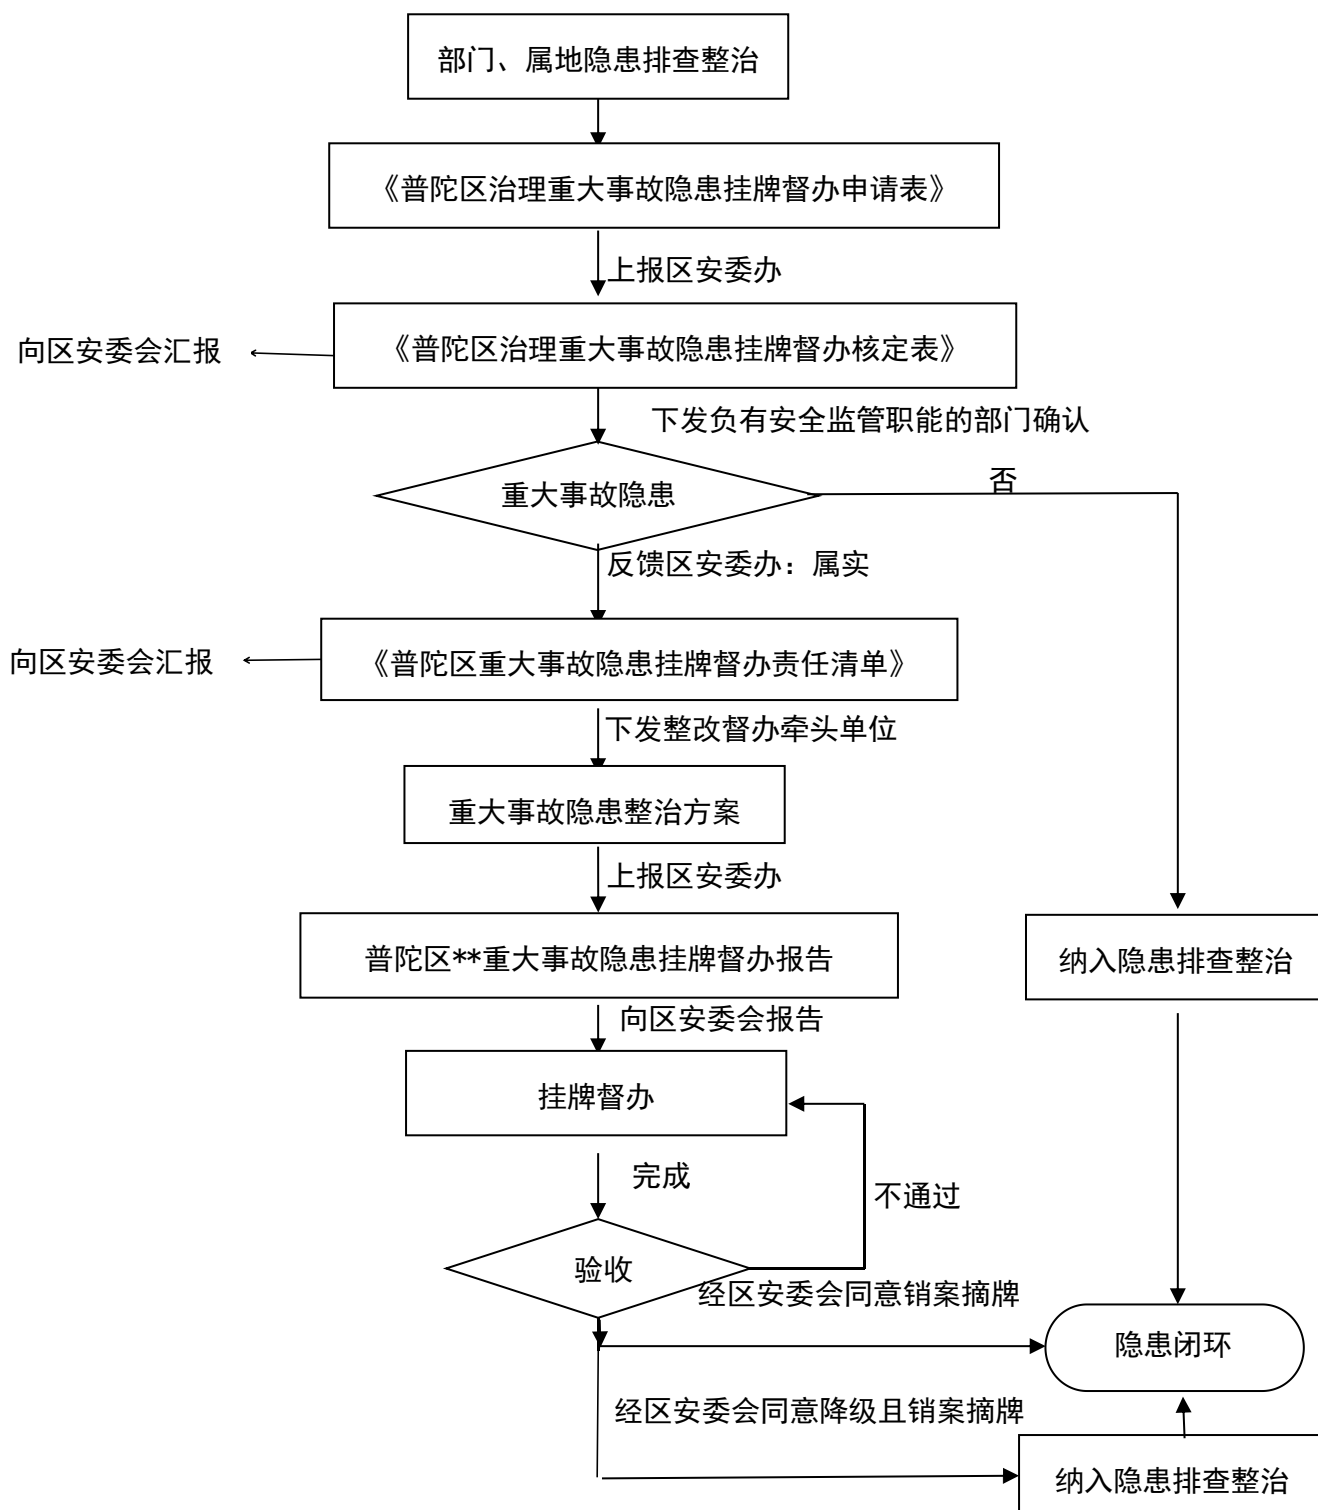 部门、属地隐患排查整治
《普陀区治理重大事故隐患挂牌督办申请表》
上报区安委办
向区安委会汇报
《普陀区治理重大事故隐患挂牌督办核定表》
下发负有安全监管职能的部门确认
重大事故隐患
否
反馈区安委办：属实
向区安委会汇报
《普陀区重大事故隐患挂牌督办责任清单》
下发整改督办牵头单位
重大事故隐患整治方案
上报区安委办
普陀区**重大事故隐患挂牌督办报告
纳入隐患排查整治
向区安委会报告
挂牌督办
完成
不通过
验收
经区安委会同意销案摘牌
隐患闭环
经区安委会同意降级且销案摘牌
纳入隐患排查整治